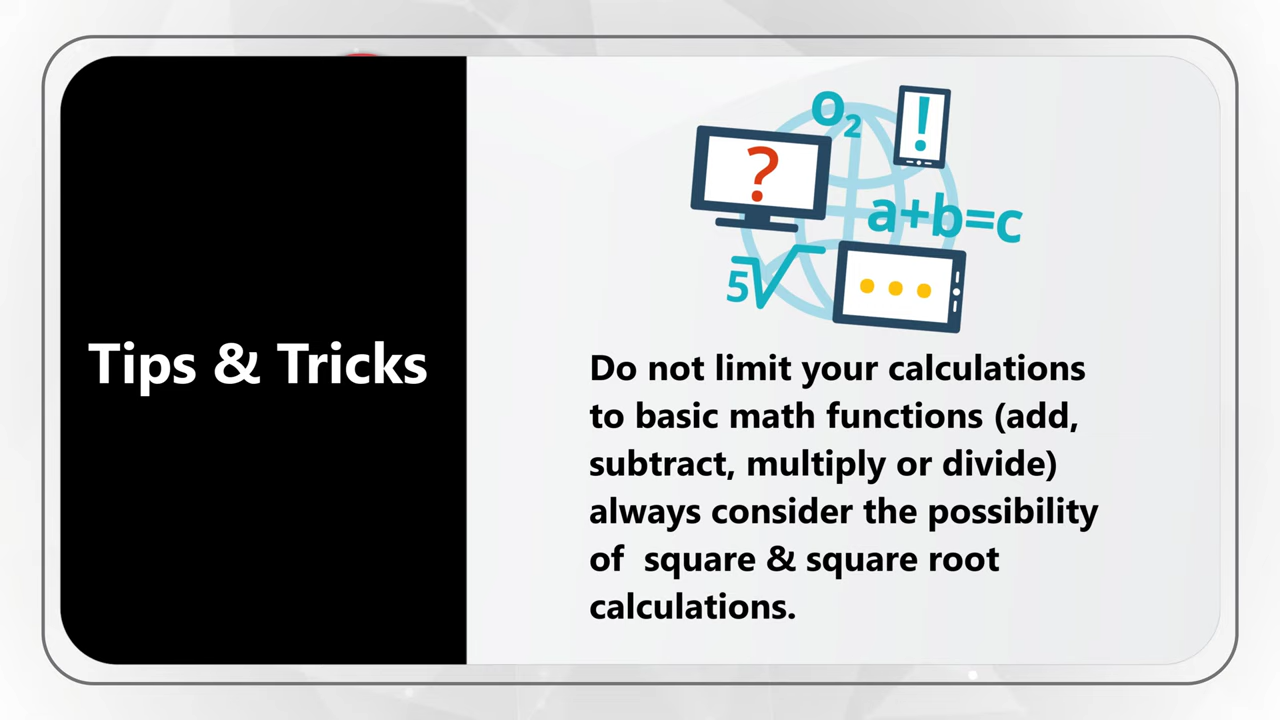 Tips & Tricks
O₂
?
!
a+b=c
5√
Do not limit your calculations
to basic math functions (add,
subtract, multiply or divide)
always consider the possibility
of  square & square root
calculations.